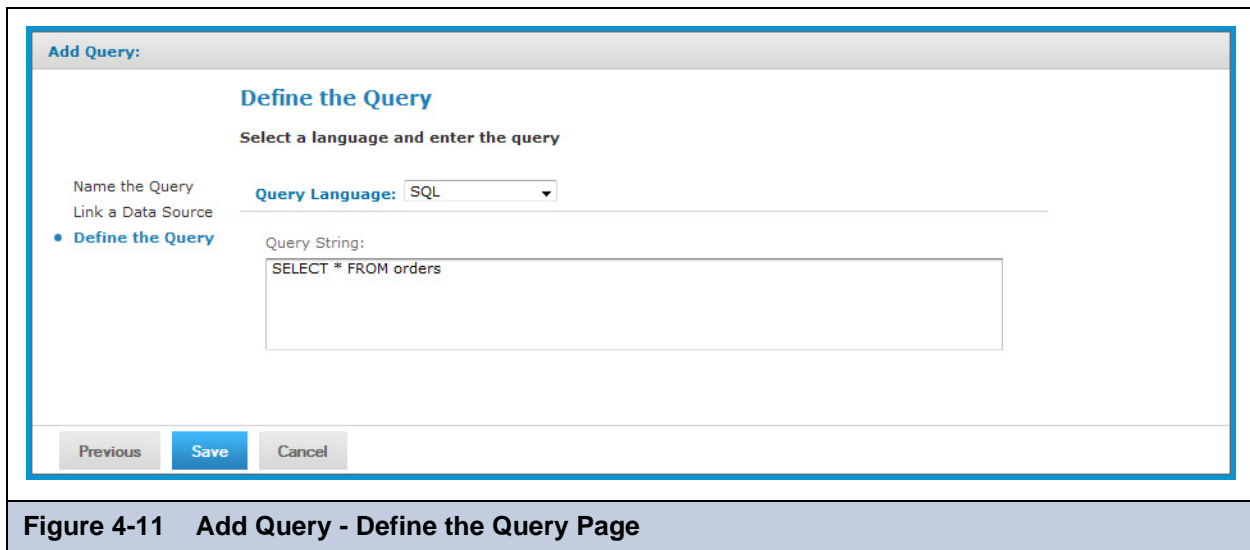 Add Query:
Define the Query
Select a language and enter the query
Name the Query
Link a Data Source
Define the Query
Query Language: SQL
Query String:
SELECT * FROM orders
Previous Save Cancel
Figure 4-11 Add Query - Define the Query Page